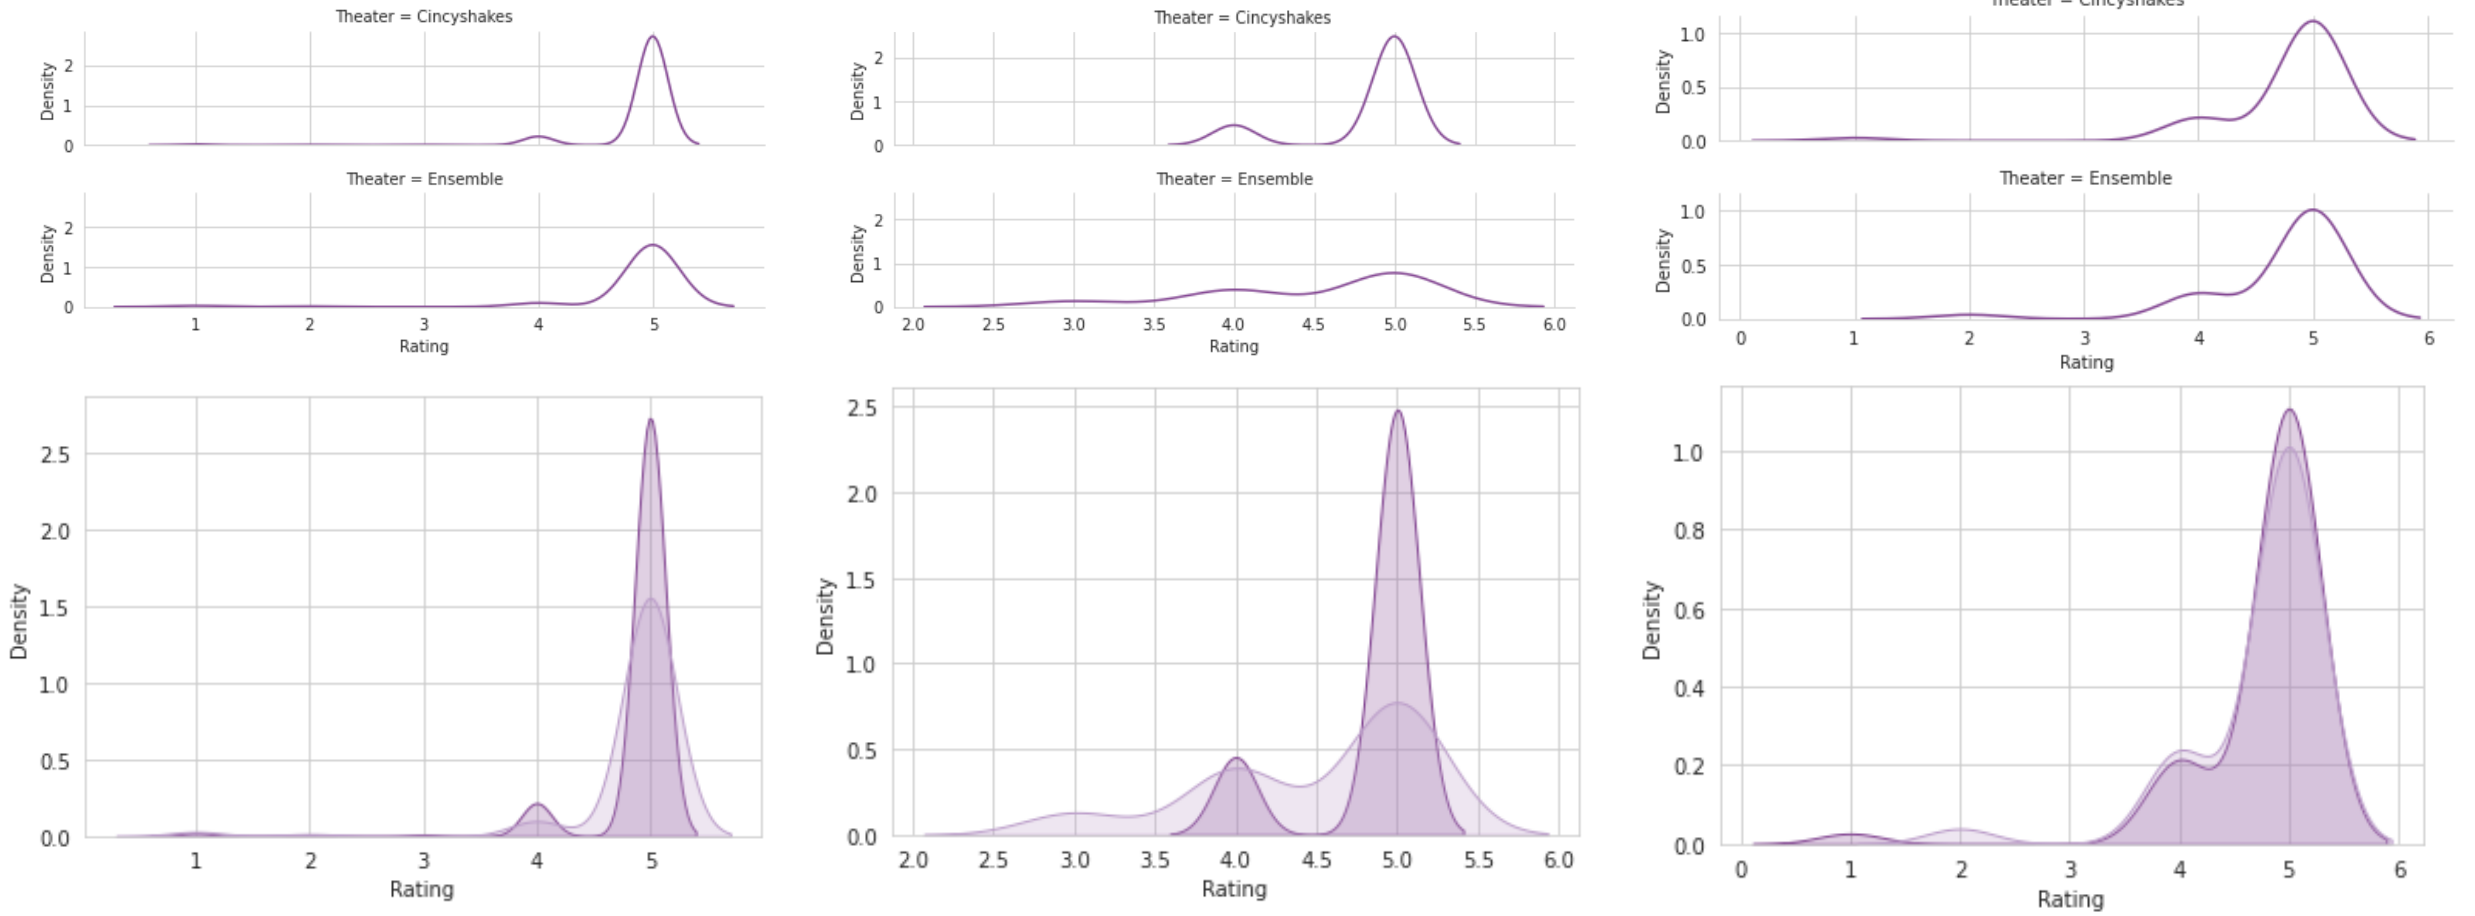 Theater = Cincyshakes
Density
2
1
0
Theater = Ensemble
Density
2
1
0
1 2 3 4 5
Rating
Density
2.5
2.0
1.5
1.0
0.5
0.0
1 2 3 4 5
Rating
Theater = Cincyshakes
Density
2
1
0
Theater = Ensemble
Density
2
1
0
2.0 2.5 3.0 3.5 4.0 4.5 5.0 5.5 6.0
Rating
Density
2.5
2.0
1.5
1.0
0.5
0.0
2.0 2.5 3.0 3.5 4.0 4.5 5.0 5.5 6.0
Rating
Theater = Cincyshakes
Density
1.0
0.5
0.0
Theater = Ensemble
Density
1.0
0.5
0.0
0 1 2 3 4 5 6
Rating
Density
1.0
0.8
0.6
0.4
0.2
0.0
0 1 2 3 4 5 6
Rating